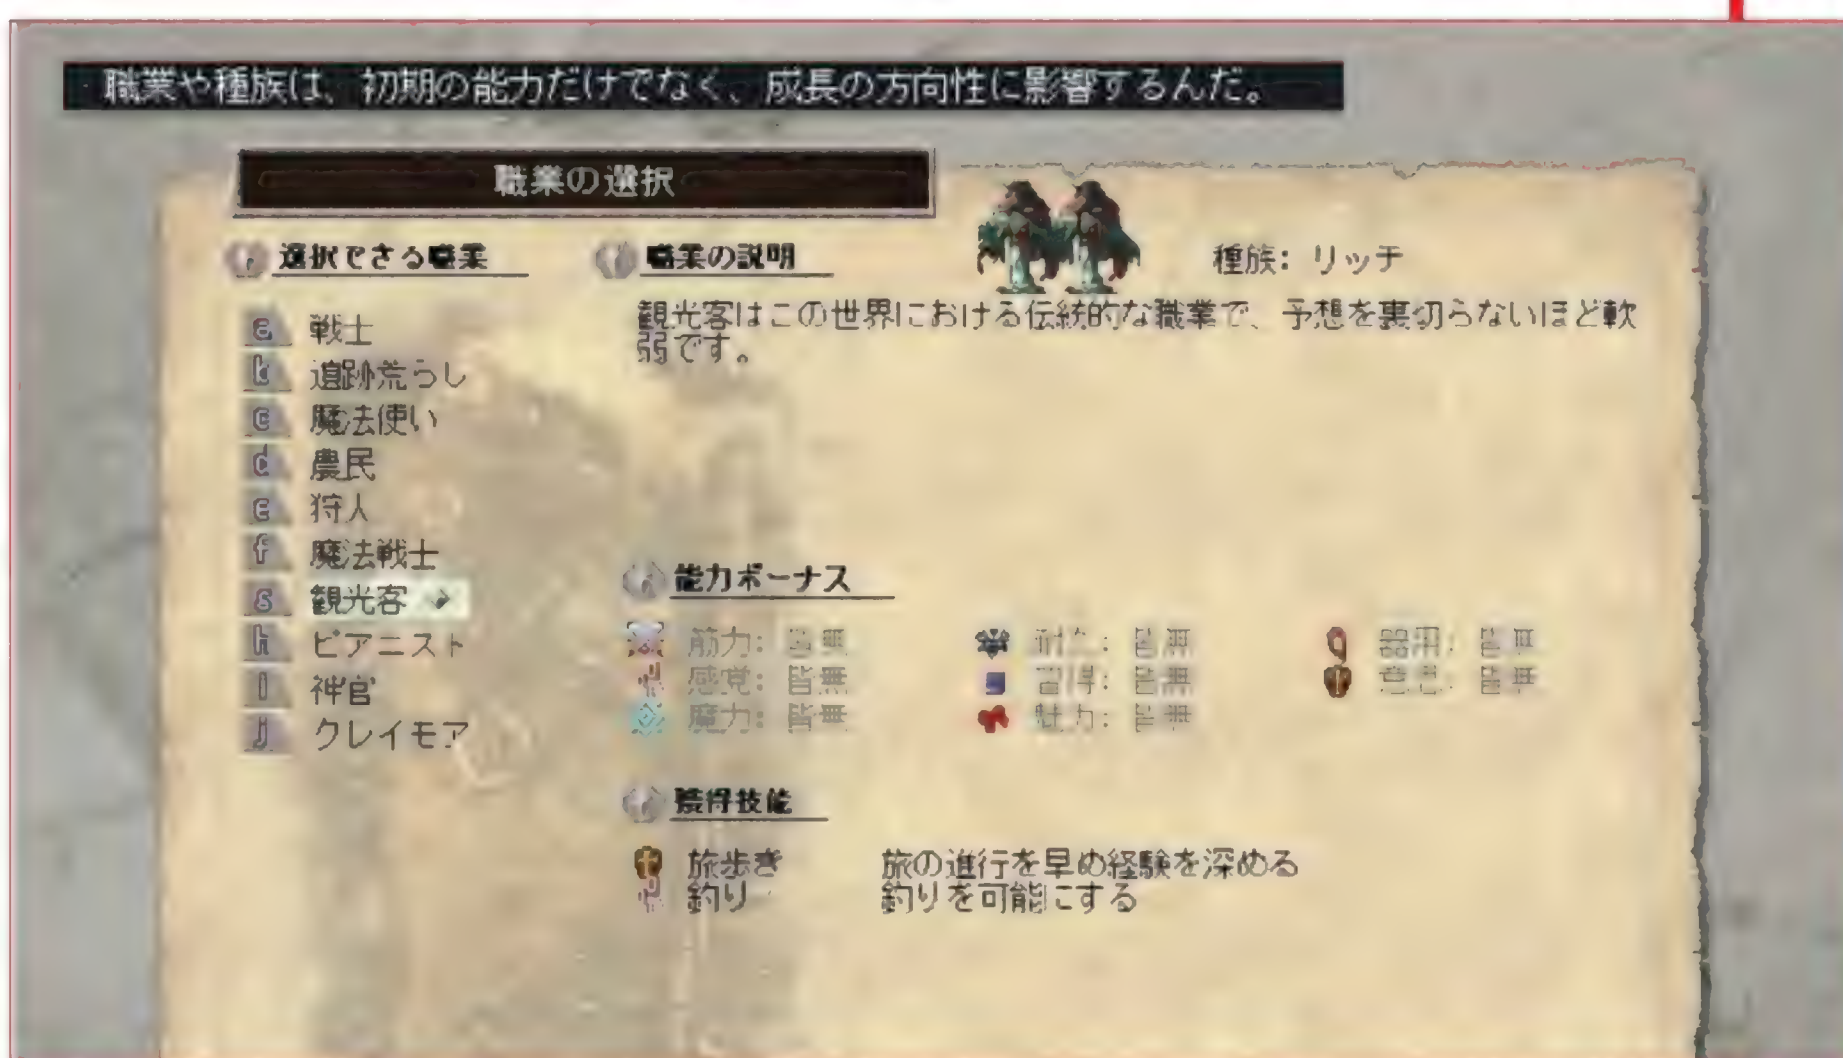 職業や種族は、初期の能力だけでなく、成長の方向性に影響するんだ。
職業の選択
選択できる職業
職業の説明
種族: リッチ
観光客はこの世界における伝統的な職業で、予想を裏切らないほど軟
弱です。
a 戦士
b 遺跡荒らし
c 魔法使い
d 農民
e 狩人
f 魔法戦士
g 観光客
h ピアニスト
i 神官
j クレイモア
能力ボーナス
筋力: 皆無 耐久: 皆無 器用: 皆無
感覚: 皆無 習得: 皆無 意思: 皆無
魔力: 皆無 魅力: 皆無
獲得技能
旅歩き 旅の進行を早め経験を深める
釣り 釣りを可能にする